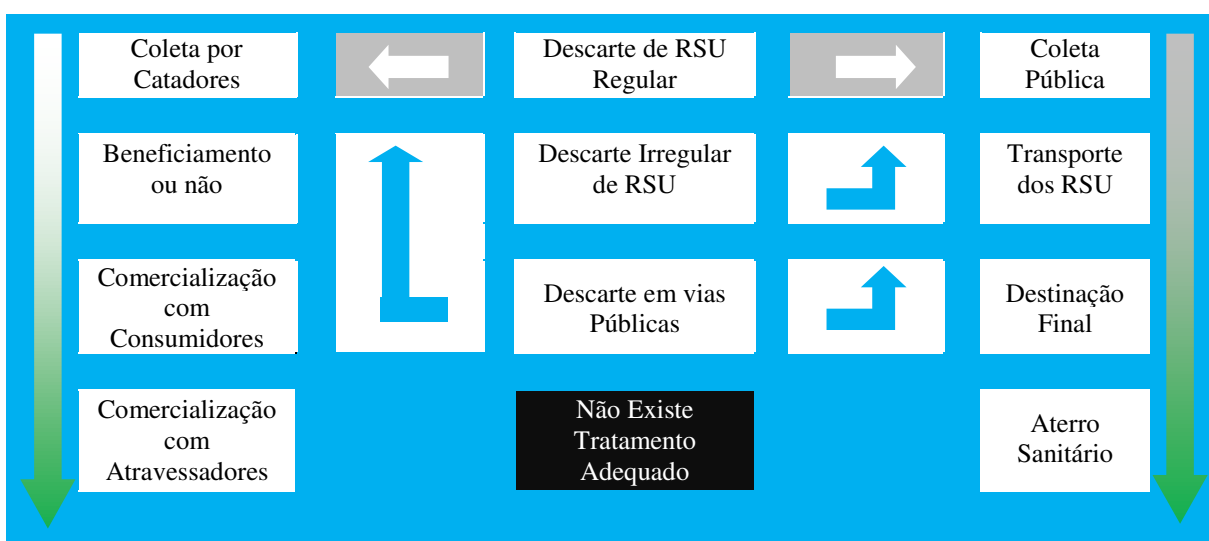 Coleta por
Catadores
Descarte de RSU
Regular
Coleta
Pública
Beneficiamento
ou não
Descarte Irregular
de RSU
Transporte
dos RSU
Comercialização
com
Consumidores
Descarte em vias
Públicas
Destinação
Final
Comercialização
com
Atravessadores
Não Existe
Tratamento
Adequado
Aterro
Sanitário